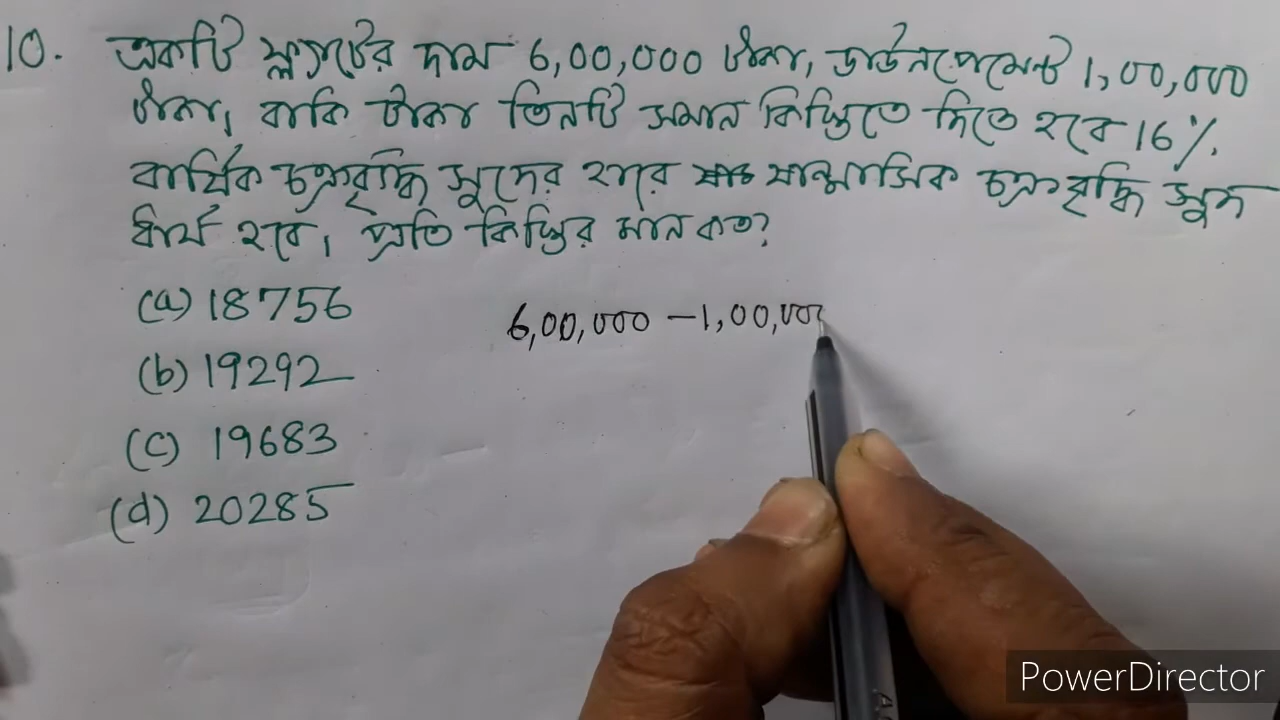 10. একটি ফ্ল্যাটের দাম 6,00,000 টাকা, ডাউনপেমেন্ট 1,00,000
টাকা, বাকি টাকা তিনটি সমান কিস্তিতে দিতে হবে 16%
বার্ষিক চক্রবৃদ্ধি সুদের হারে ষান্মাসিক চক্রবৃদ্ধি সুদ
ধার্য হবে, প্রতি কিস্তির মান কত?
(a) 18756
6,00,000 - 1,00,000
(b) 19292
(c) 19683
(d) 20285
PowerDirector